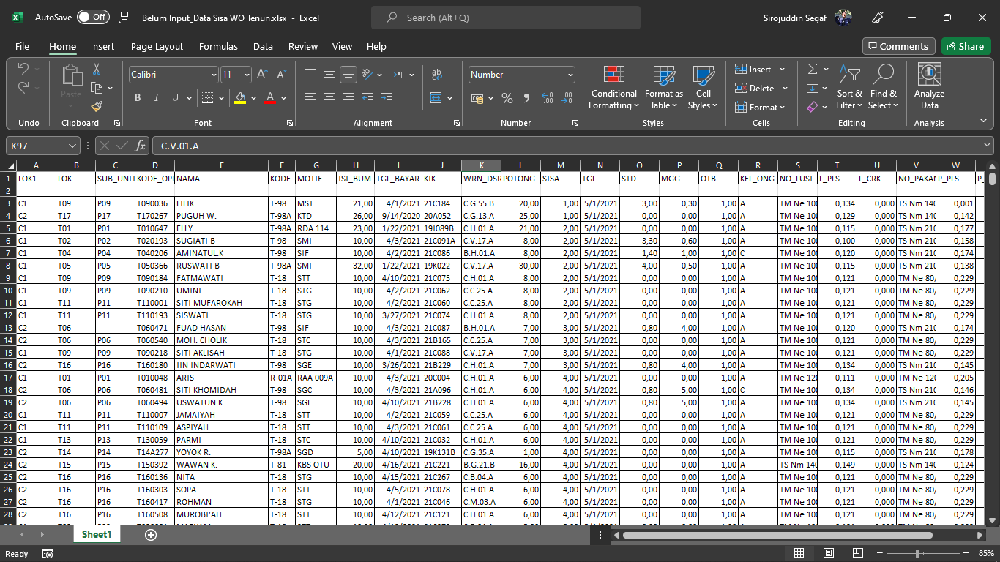 AutoSave Off Belum Input_Data Sisa WO Tenun.xlsx - Excel Search (Alt+Q) Sirojuddin Segaf
File Home Insert Page Layout Formulas Data Review View Help Comments Share
Calibri 11 Number Insert
Paste Conditional Formatting Format as Table Cell Styles Delete Sort & Filter Find & Select Analyze Data
Format
Undo Clipboard Font Alignment Number Styles Cells Editing Analysis
K97 fx C.V.01.A
A B C D E F G H I J K L M N O P Q R S T U V W
1 LOK1 LOK SUB_UNIT KODE_OP NAMA KODE MOTIF ISI_BUM TGL_BAYAR KIK WRN_DSR POTONG SISA TGL STD MGG OTB KEL_ONG NO_LUSI L_PLS L_CRK NO_PAKA P_PLS P_
2
3 C1 T09 P09 T090036 LILIK T-98 MST 21,00 4/1/2021 21C184 C.G.55.B 20,00 1,00 5/1/2021 3,00 0,30 1,00 A TM Ne 10 0,134 0,000 TS Nm 140 0,001
4 C2 T17 P17 T170267 PUGUH W. T-98A KTD 26,00 9/14/2020 20A052 C.G.13.A 25,00 1,00 5/1/2021 0,00 0,00 1,00 A TM Ne 10 0,129 0,000 TS Nm 140 0,142
5 C1 T01 P01 T010647 ELLY T-98A RDA 114 23,00 1/22/2021 19I089B C.H.01.A 21,00 2,00 5/1/2021 0,00 0,00 1,00 A TM Ne 10 0,115 0,000 TS Nm 210 0,177
6 C1 T02 P02 T020193 SUGIATI B T-98 SMI 10,00 4/3/2021 21C091A C.V.17.A 8,00 2,00 5/1/2021 3,30 0,60 1,00 A TM Ne 10 0,100 0,000 TS Nm 210 0,158
7 C1 T04 P04 T040206 AMINATUL.K T-98 SIF 10,00 4/2/2021 21C086 B.H.01.A 8,00 2,00 5/1/2021 1,40 1,00 1,00 C TM Ne 10 0,120 0,000 TS Nm 210 0,174
8 C1 T05 P05 T050366 RUSWATI B T-98A SMI 32,00 1/22/2021 19K022 C.V.17.A 30,00 2,00 5/1/2021 4,00 0,50 1,00 A TM Ne 10 0,115 0,000 TS Nm 210 0,138
9 C1 T09 P09 T090184 FATMAWATI T-18 STT 10,00 4/10/2021 21C075 C.H.01.A 8,00 2,00 5/1/2021 0,00 0,00 1,00 A TM Ne 10 0,121 0,000 TM Ne 80, 0,229
10 C1 T09 P09 T090210 UMINI T-18 STG 10,00 4/2/2021 21C062 C.C.25.A 8,00 2,00 5/1/2021 0,00 0,00 1,00 A TM Ne 10 0,121 0,000 TM Ne 80, 0,229
11 C1 T11 P11 T110001 SITI MUFAROKAH T-18 STG 10,00 4/2/2021 21C060 C.C.25.A 8,00 2,00 5/1/2021 0,00 0,00 1,00 A TM Ne 10 0,121 0,000 TM Ne 80, 0,229
12 C1 T11 P11 T110193 SISWATI T-18 STG 10,00 3/27/2021 21C074 C.H.01.A 8,00 2,00 5/1/2021 0,00 0,00 1,00 A TM Ne 10 0,121 0,000 TM Ne 80, 0,229
13 C2 T06 T060471 FUAD HASAN T-98 SIF 10,00 4/3/2021 21C087 B.H.01.A 7,00 3,00 5/1/2021 0,80 4,00 1,00 A TM Ne 10 0,120 0,000 TS Nm 210 0,174
14 C2 T06 P06 T060540 MOH. CHOLIK T-18 STC 10,00 4/3/2021 21B165 C.C.25.A 7,00 3,00 5/1/2021 0,00 0,00 1,00 A TM Ne 10 0,121 0,000 TM Ne 80, 0,229
15 C1 T09 P09 T090218 SITI AKLISAH T-18 STG 10,00 4/1/2021 21C088 C.V.17.A 7,00 3,00 5/1/2021 0,00 0,00 1,00 A TM Ne 10 0,121 0,000 TM Ne 80, 0,229
16 C2 T16 P16 T160180 IIN INDARWATI T-98 SGE 10,00 3/26/2021 21B229 C.H.01.A 7,00 3,00 5/1/2021 0,80 4,00 1,00 A TM Ne 10 0,134 0,000 TS Nm 210 0,145
17 C1 T01 P01 T010048 ARIS R-01A RAA 009A 10,00 4/3/2021 20C004 C.H.01.A 6,00 4,00 5/1/2021 0,00 0,00 1,00 A TM Ne 120 0,111 0,000 TM Ne 120 0,205
18 C2 T06 P06 T060481 SITI KHOMIDAH T-98 SGC 10,00 4/3/2021 21A096 C.H.01.A 6,00 4,00 5/1/2021 0,80 5,00 1,00 C TM Ne 10 0,134 0,000 TS Nm 210 0,146
19 C2 T06 P06 T060494 USWATUN K. T-98 SGE 10,00 4/10/2021 21B228 C.H.01.A 6,00 4,00 5/1/2021 0,80 5,00 1,00 A TM Ne 10 0,134 0,000 TS Nm 210 0,145
20 C1 T11 P11 T110007 JAMAIYAH T-18 STT 10,00 4/2/2021 21C059 C.C.25.A 6,00 4,00 5/1/2021 0,00 0,00 1,00 A TM Ne 10 0,121 0,000 TM Ne 80, 0,229
21 C1 T11 P11 T110109 ASPIYAH T-18 STT 10,00 4/3/2021 21C061 C.C.25.A 6,00 4,00 5/1/2021 0,00 0,00 1,00 A TM Ne 10 0,121 0,000 TM Ne 80, 0,229
22 C1 T13 P13 T130059 PARMI T-18 STC 10,00 4/10/2021 21C032 C.H.01.A 6,00 4,00 5/1/2021 0,00 0,00 1,00 A TM Ne 10 0,121 0,000 TM Ne 80, 0,229
23 C2 T14 P14 T14A277 YOYOK R. T-98A SGD 5,00 4/10/2021 19K131B C.G.35.A 1,00 4,00 5/1/2021 0,00 0,00 1,00 A TM Ne 10 0,115 0,000 TS Nm 210 0,178
24 C2 T15 P15 T150392 WAWAN K. T-81 KBS OTU 20,00 4/16/2021 21C221 B.G.21.B 16,00 4,00 5/1/2021 0,00 0,00 1,00 A TS Nm 140 0,149 0,000 TS Nm 140 0,124
25 C2 T16 P16 T160136 NITA T-18 STG 10,00 4/15/2021 21C267 C.B.04.A 6,00 4,00 5/1/2021 0,00 0,00 1,00 A TM Ne 10 0,121 0,000 TM Ne 80, 0,229
26 C2 T16 P16 T160303 SOPA T-18 STT 10,00 4/5/2021 21C078 C.H.01.A 6,00 4,00 5/1/2021 0,00 0,00 1,00 A TM Ne 10 0,121 0,000 TM Ne 80, 0,229
27 C2 T16 P16 T160417 ROHMAN T-18 STG 10,00 4/1/2021 21C046 C.M.03.A 6,00 4,00 5/1/2021 0,00 0,00 1,00 A TM Ne 10 0,121 0,000 TM Ne 80, 0,229
28 C2 T16 P16 T160508 MUROBI'AH T-18 STT 10,00 4/12/2021 21C121 C.H.01.A 6,00 4,00 5/1/2021 0,00 0,00 1,00 A TM Ne 10 0,121 0,000 TM Ne 80, 0,229
Sheet1
Ready 85%